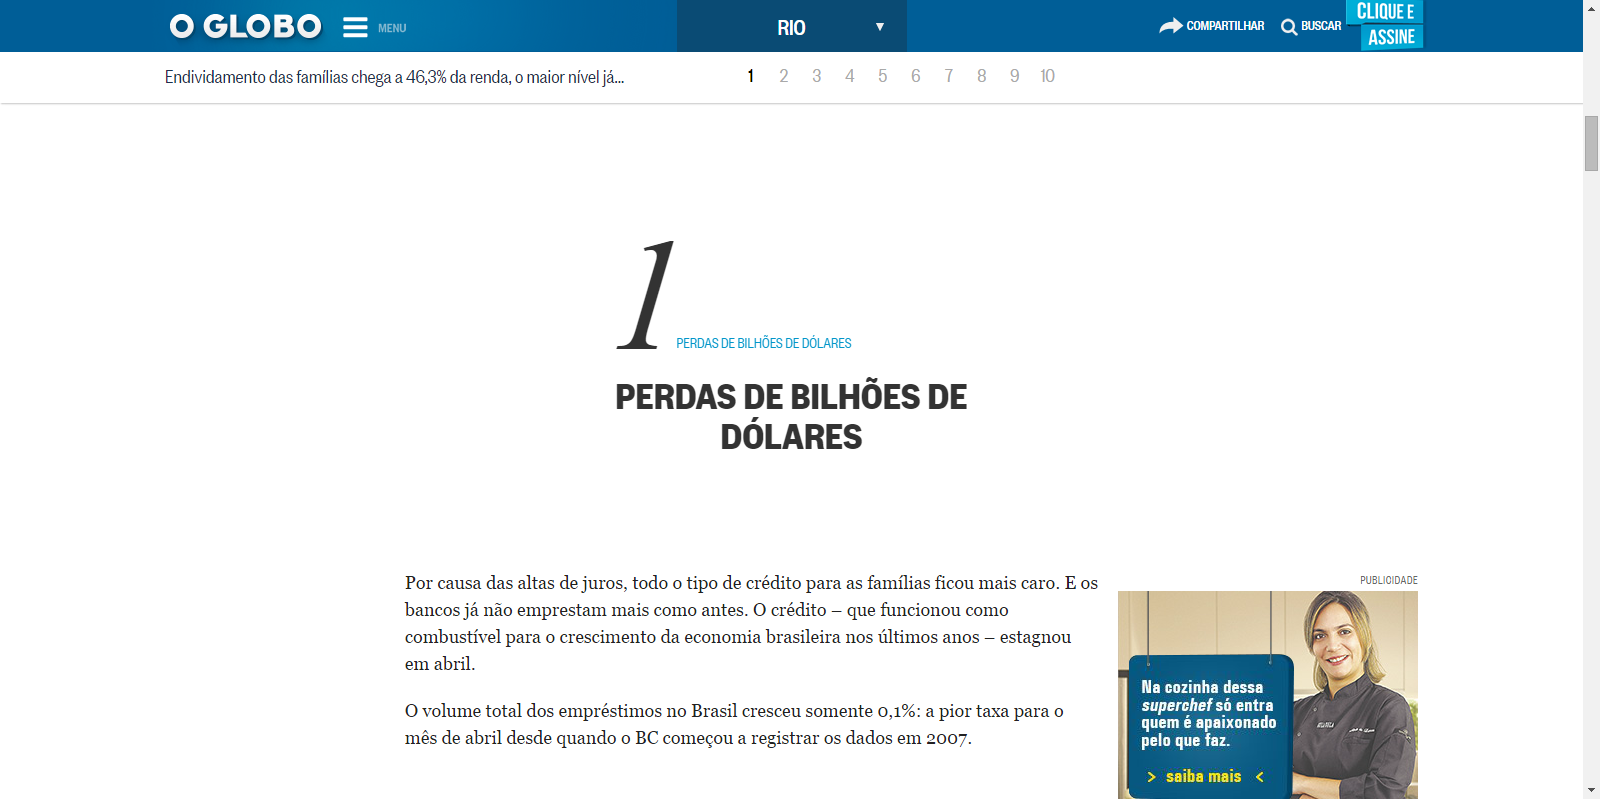 O GLOBO
MENU
RIO
COMPARTILHAR
BUSCAR
CLIQUE E
ASSINE
Endividamento das famílias chega a 46,3% da renda, o maior nível já...
1 2 3 4 5 6 7 8 9 10
1
PERDAS DE BILHÕES DE DÓLARES
PERDAS DE BILHÕES DE
DÓLARES
Por causa das altas de juros, todo o tipo de crédito para as famílias ficou mais caro. E os
bancos já não emprestam mais como antes. O crédito – que funcionou como
combustível para o crescimento da economia brasileira nos últimos anos – estagnou
em abril.
O volume total dos empréstimos no Brasil cresceu somente 0,1%: a pior taxa para o
mês de abril desde quando o BC começou a registrar os dados em 2007.
PUBLICIDADE
Na cozinha dessa
superchef só entra
quem é apaixonado
pelo que faz.
> saiba mais <